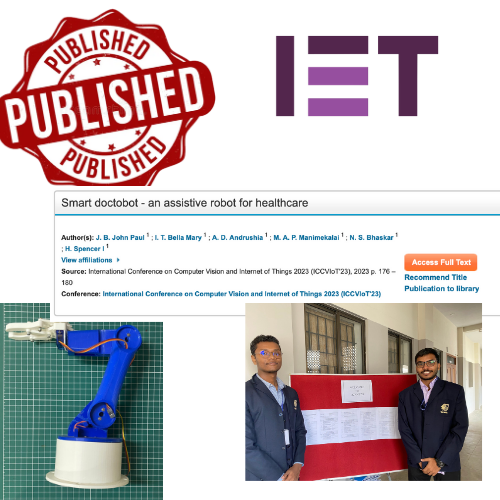 PUBLISHED
PUBLISHED
PUBLISHED
IET
Smart doctobot - an assistive robot for healthcare
Author(s): J. B. John Paul 1 ; I. T. Bella Mary 1 ; A. D. Andrushia 1 ; M. A. P. Manimekalai 1 ; N. S. Bhaskar 1
; H. Spencer I 1
View affiliations
Source: International Conference on Computer Vision and Internet of Things 2023 (ICCVIoT'23), 2023 p. 176 –
180
Conference: International Conference on Computer Vision and Internet of Things 2023 (ICCVIoT'23)
Access Full Text
Recommend Title
Publication to library